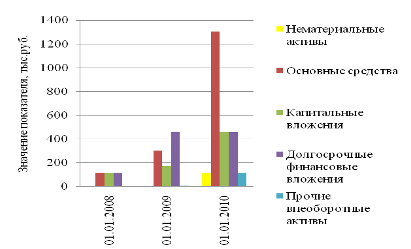 Значение показателя, тыс.руб.
1400
1200
1000
800
600
400
200
0
01.01.2008
01.01.2009
01.01.2010
Нематериальные
активы
Основные средства
Капитальные
вложения
Долгосрочные
финансовые
вложения
Прочие
внеоборотные
активы